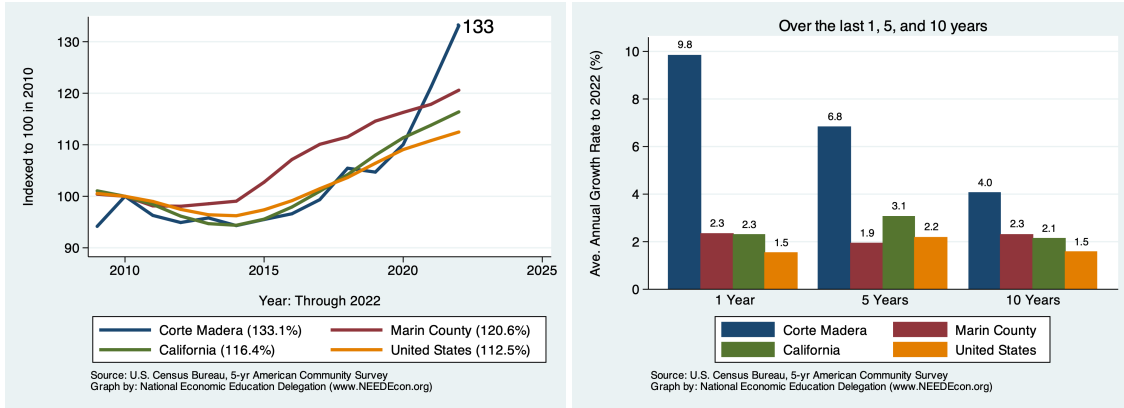 133
130
120
110
100
90
Indexed to 100 in 2010
2010
2015
2020
2025
Year: Through 2022
Corte Madera (133.1%)
Marin County (120.6%)
California (116.4%)
United States (112.5%)
Source: U.S. Census Bureau, 5-yr American Community Survey
Graph by: National Economic Education Delegation (www.NEEDEcon.org)
Over the last 1, 5, and 10 years
Ave. Annual Growth Rate to 2022 (%)
10
8
6
4
2
0
9.8
2.3
2.3
1.5
6.8
1.9
3.1
2.2
4.0
2.3
2.1
1.5
1 Year
5 Years
10 Years
Corte Madera
Marin County
California
United States
Source: U.S. Census Bureau, 5-yr American Community Survey
Graph by: National Economic Education Delegation (www.NEEDEcon.org)